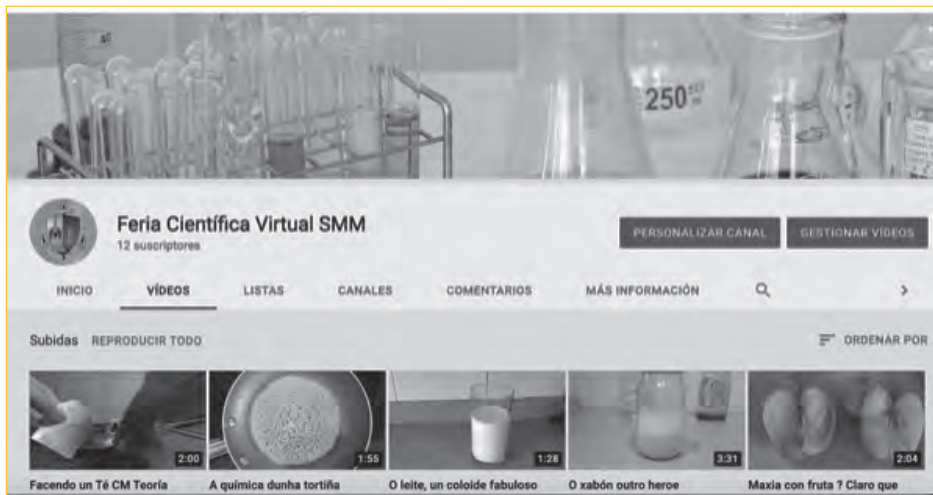 250
Feria Científica Virtual SMM
12 suscriptores
PERSONALIZAR CANAL
GESTIONAR VÍDEOS
INICIO
VÍDEOS
LISTAS
CANALES
COMENTARIOS
MÁS INFORMACIÓN
Subidas
REPRODUCIR TODO
ORDENAR POR
2:00
1:55
1:28
3:31
2:04
Facendo un Té CM Teoría
A química dunha tortiña
O leite, un coloide fabuloso
O xabón outro heroe
Maxia con fruta ? Claro que